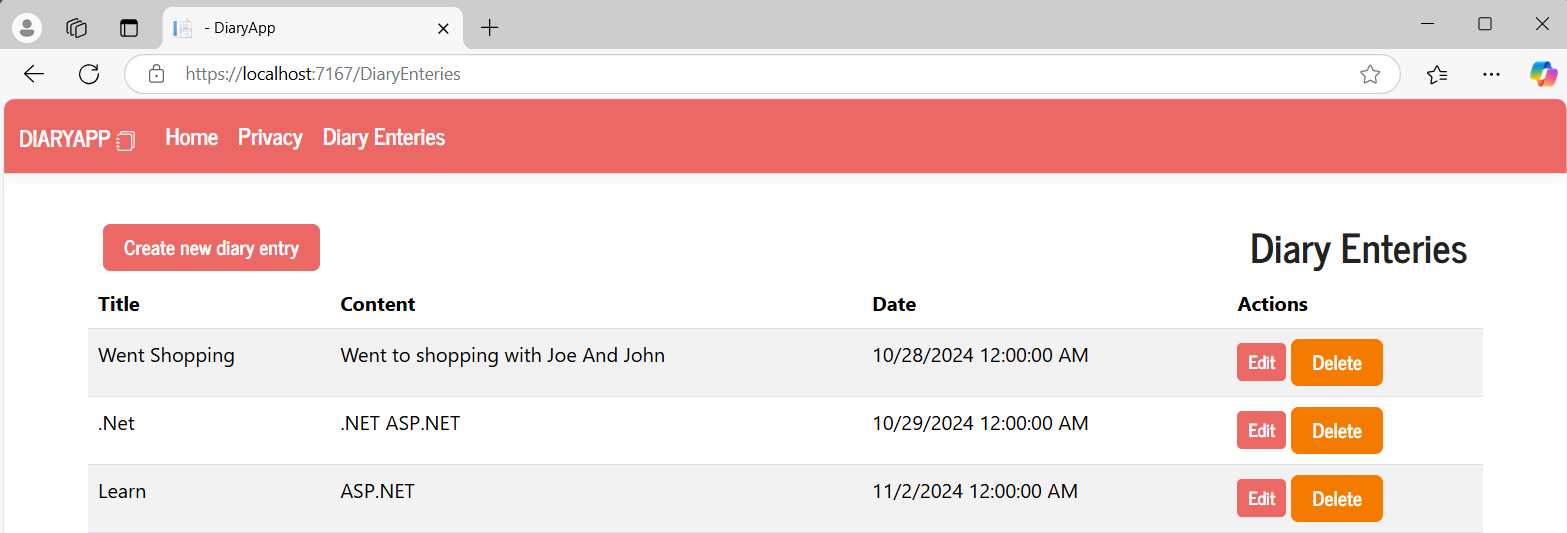 - DiaryApp
https://localhost:7167/DiaryEnteries
DIARYAPP Home Privacy Diary Enteries
Create new diary entry Diary Enteries
Title Content Date Actions
Went Shopping Went to shopping with Joe And John 10/28/2024 12:00:00 AM Edit Delete
.Net .NET ASP.NET 10/29/2024 12:00:00 AM Edit Delete
Learn ASP.NET 11/2/2024 12:00:00 AM Edit Delete